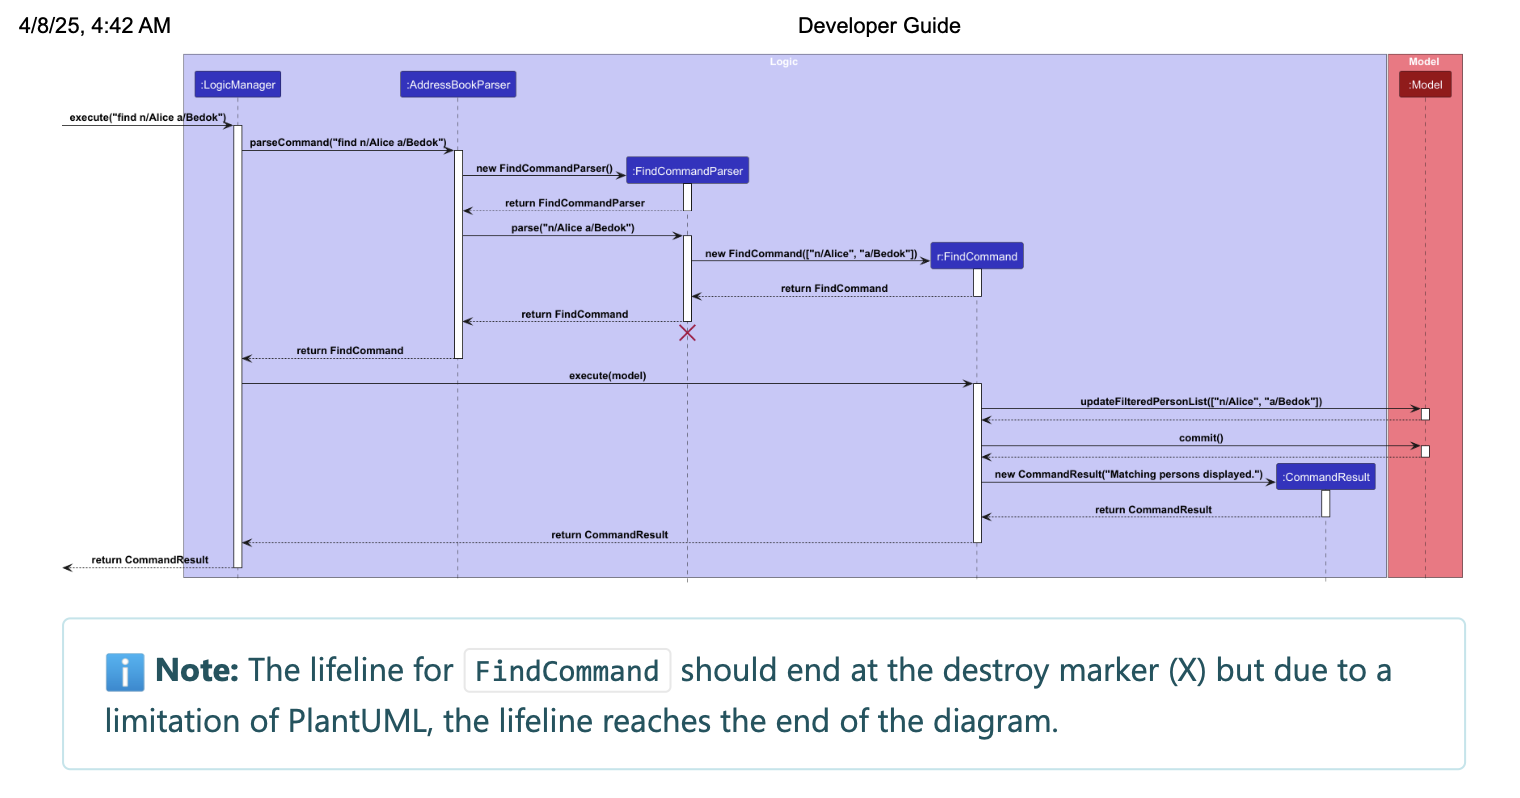 4/8/25, 4:42 AM
Developer Guide
Logic
Model
:LogicManager
:AddressBookParser
:Model
execute("find n/Alice a/Bedok")
parseCommand("find n/Alice a/Bedok")
new FindCommandParser()
:FindCommandParser
return FindCommandParser
parse("n/Alice a/Bedok")
new FindCommand(["n/Alice", "a/Bedok"])
r:FindCommand
return FindCommand
return FindCommand
return FindCommand
execute(model)
updateFilteredPersonList(["n/Alice", "a/Bedok"])
commit()
new CommandResult("Matching persons displayed.")
:CommandResult
return CommandResult
return CommandResult
return CommandResult
Note: The lifeline for FindCommand should end at the destroy marker (X) but due to a
limitation of PlantUML, the lifeline reaches the end of the diagram.